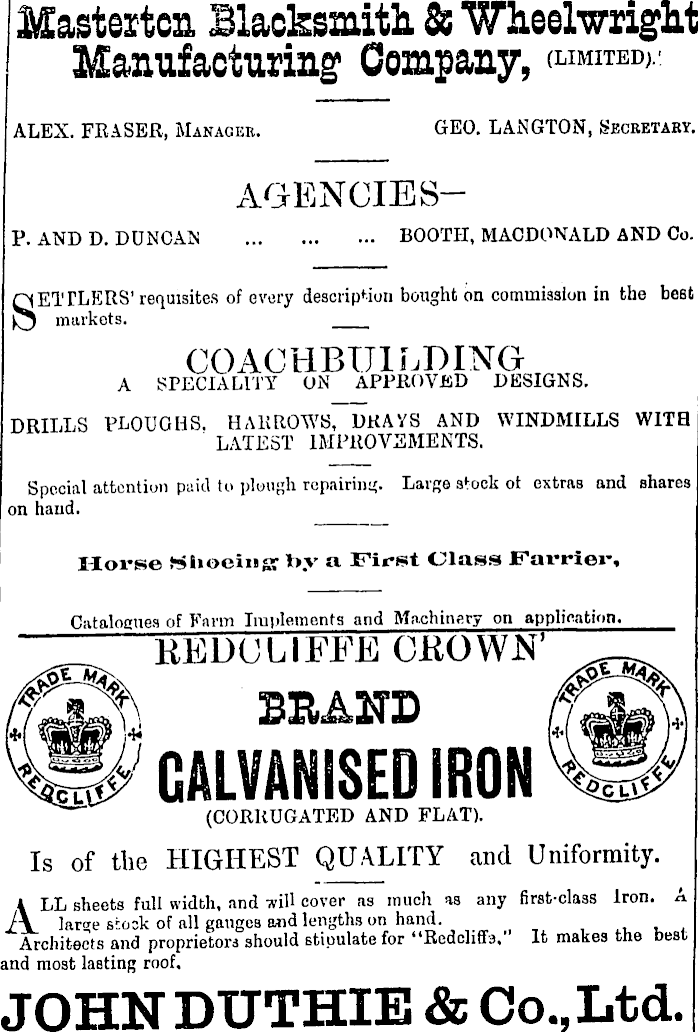 Masterton Blacksmith & Wheelwright
Manufacturing Company, (LIMITED).
ALEX. FRASER, MANAGER. GEO. LANGTON, SECRETARY.
AGENCIES—
P. AND D. DUNCAN ... ... ... BOOTH, MACDONALD AND Co.
SETTLERS' requisites of every description bought on commission in the best
markets.
COACHBUILDING
A SPECIALITY ON APPROVED DESIGNS.
DRILLS PLOUGHS, HARROWS, DRAYS AND WINDMILLS WITH
LATEST IMPROVEMENTS.
Special attention paid to plough repairing. Large stock of extras and shares
on hand.
Horse Shoeing by a First Class Farrier,
Catalogues of Farm Implements and Machinery on application.
REDCLIFFE CROWN'
TRADE MARK
REDCLIFFE
BRAND
TRADE MARK
REDCLIFFE
GALVANISED IRON
(CORRUGATED AND FLAT).
Is of the HIGHEST QUALITY and Uniformity.
ALL sheets full width, and will cover as much as any first-class Iron. A
large stock of all gauges and lengths on hand.
Architects and proprietors should stipulate for "Redcliffe." It makes the best
and most lasting roof.
JOHN DUTHIE & Co., Ltd.